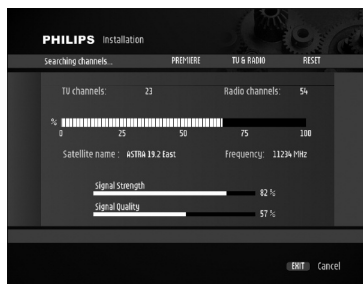 PHILIPS Installation
Searching channels... PREMIERE TV & RADIO RESET
TV channels: 23 Radio channels: 54
%
0 25 50 75 100
Satellite name : ASTRA 19.2 East Frequency: 11234 MHz
Signal Strength
82 %
Signal Quality
57 %
EXIT Cancel